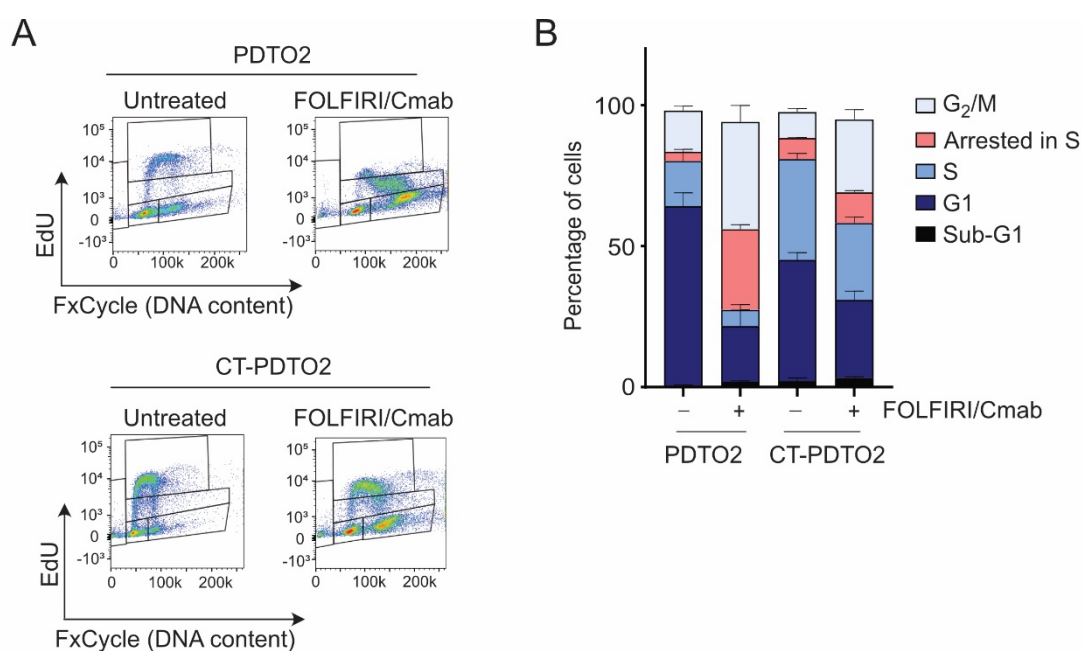 A
B
PDTO2
Untreated
FOLFIRI/Cmab
10⁵
10⁴
10³
0
-10³
0 100k 200k
10⁵
10⁴
10³
0
-10³
0 100k 200k
EdU
FxCycle (DNA content)
CT-PDTO2
Untreated
FOLFIRI/Cmab
10⁵
10⁴
10³
0
-10³
0 100k 200k
10⁵
10⁴
10³
0
-10³
0 100k 200k
EdU
FxCycle (DNA content)
Percentage of cells
100
50
0
− + − + FOLFIRI/Cmab
PDTO2 CT-PDTO2
G₂/M
Arrested in S
S
G1
Sub-G1